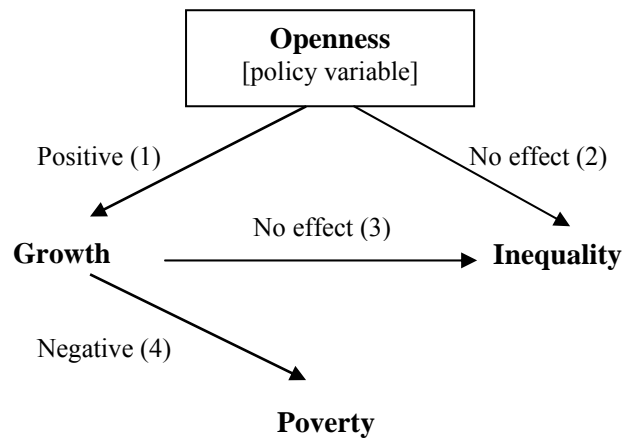 Openness
[policy variable]
Positive (1)
No effect (2)
No effect (3)
Growth
Inequality
Negative (4)
Poverty